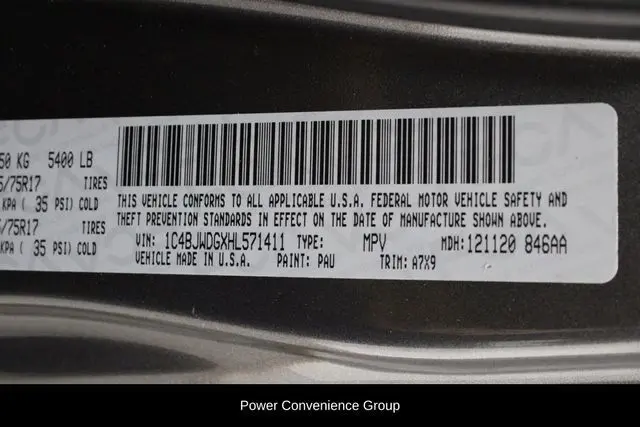 50 KG 5400 LB
5/75R17 TIRES
KPA ( 35 PSI) COLD
5/75R17 TIRES
KPA ( 35 PSI) COLD
THIS VEHICLE CONFORMS TO ALL APPLICABLE U.S.A. FEDERAL MOTOR VEHICLE SAFETY AND
THEFT PREVENTION STANDARDS IN EFFECT ON THE DATE OF MANUFACTURE SHOWN ABOVE.
VIN: 1C4BJWDGXHL571411 TYPE: MPV MDH: 121120 846AA
VEHICLE MADE IN U.S.A. PAINT: PAU TRIM: A7X9
Power Convenience Group